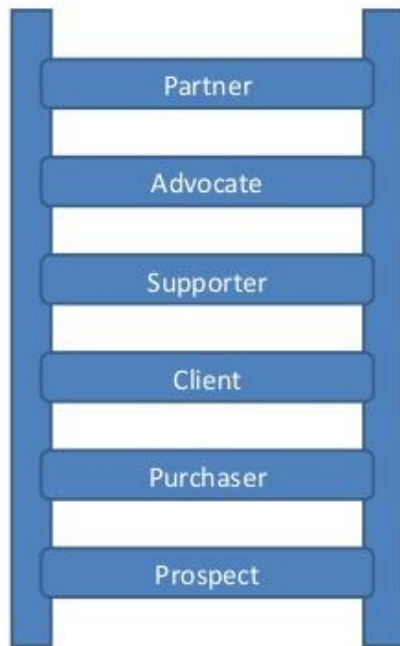 Partner
Advocate
Supporter
Client
Purchaser
Prospect